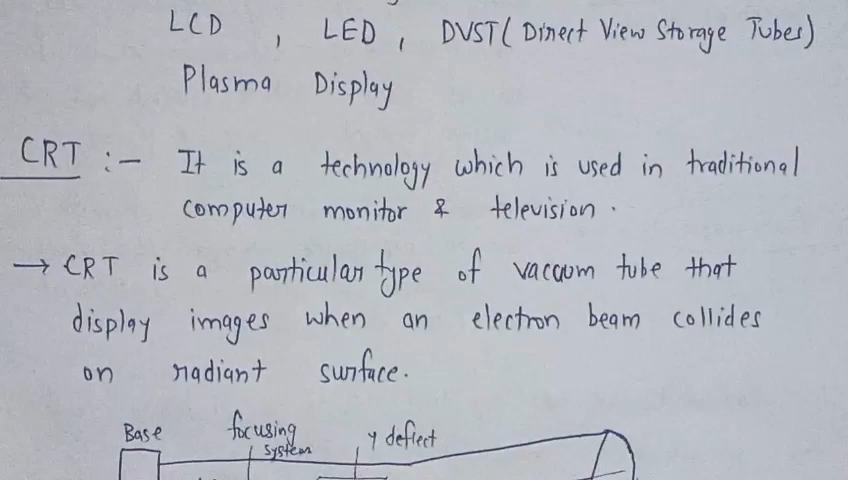 LCD , LED , DVST ( Direct View Storage Tubes)
Plasma Display
CRT :- It is a technology which is used in traditional
computer monitor & television .
→ CRT is a particular type of vacuum tube that
display images when an electron beam collides
on radiant surface.
Base focusing system y deflect